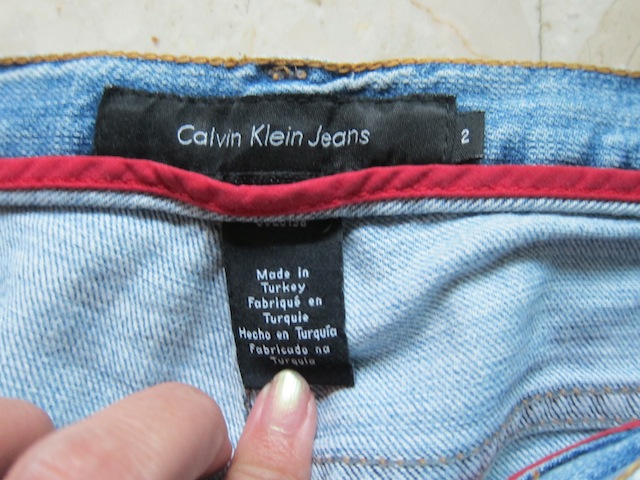 Calvin Klein Jeans
2
Made in
Turkey
Fabriqué en
Turquie
Hecho en Turquía
Fabricado na
Turquia